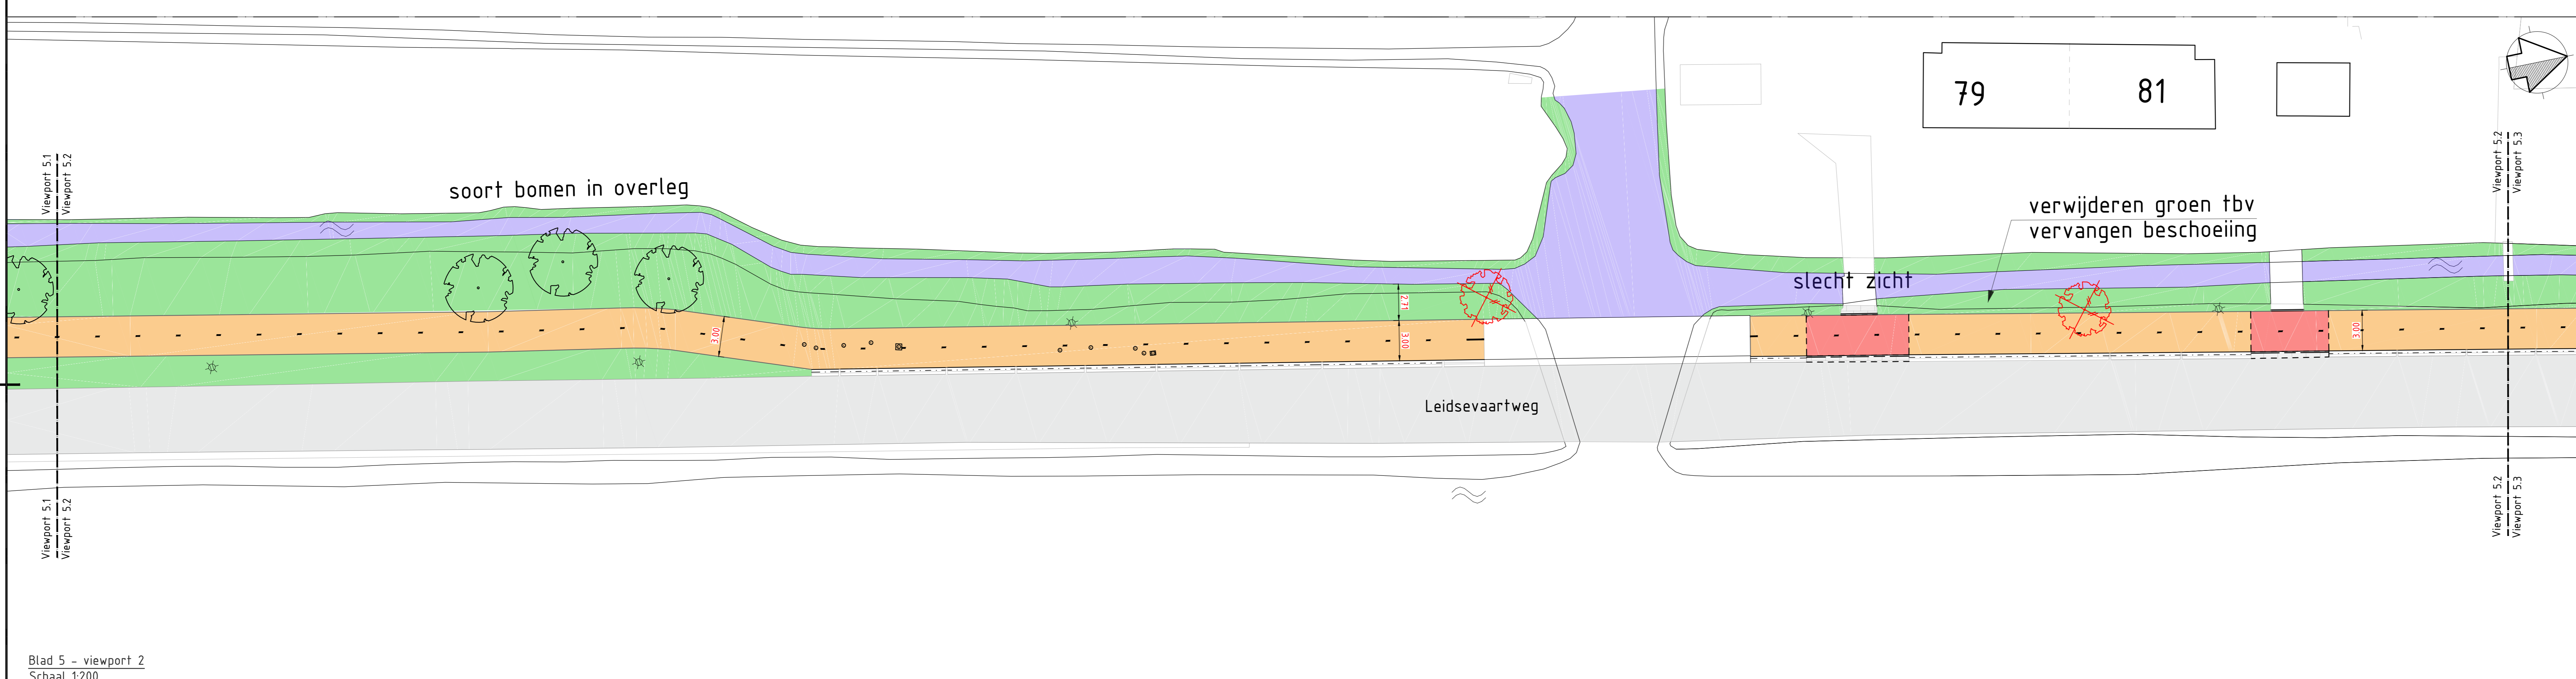 79
81
Viewport 5.1
Viewport 5.2
Viewport 5.2
Viewport 5.3
soort bomen in overleg
verwijderen groen tbv
vervangen beschoeiing
slecht zicht
2.71
3.00
3.00
3.00
Leidsevaartweg
Viewport 5.1
Viewport 5.2
Viewport 5.2
Viewport 5.3
Blad 5 - viewport 2
Schaal 1:200